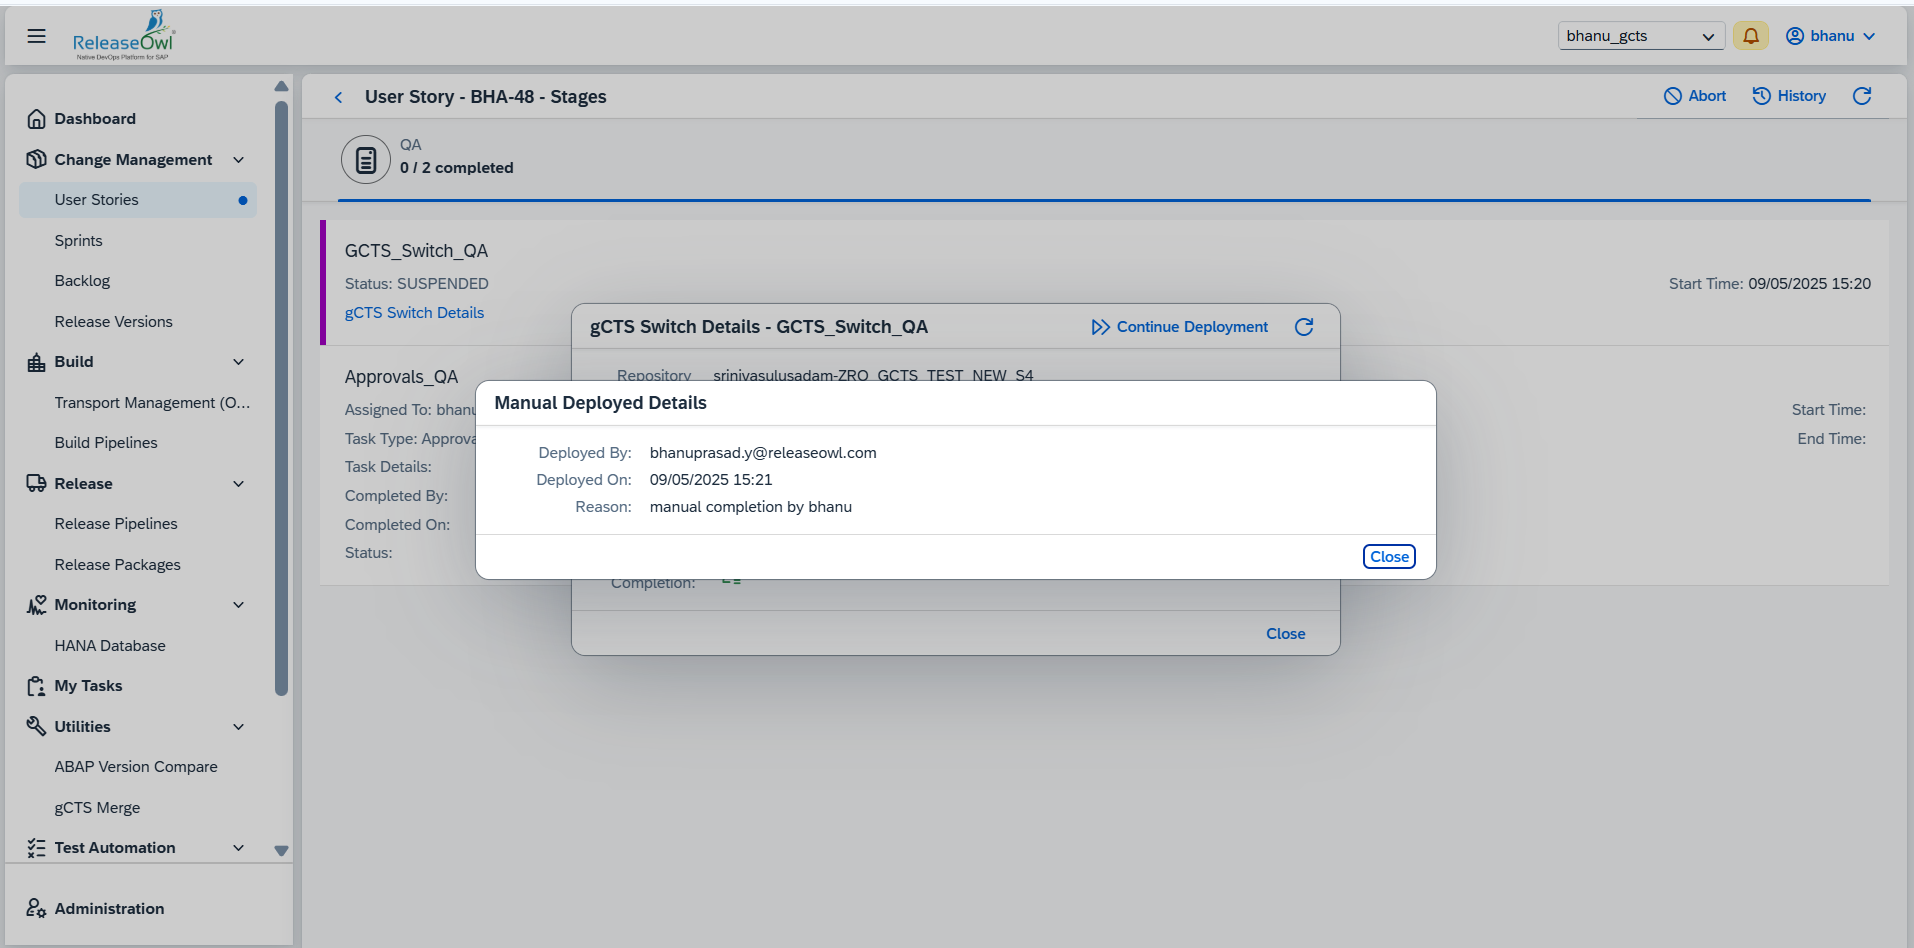 ReleaseOwl
Native DevOps Platform for SAP
bhanu_gcts
bhanu
Dashboard
Change Management
User Stories
Sprints
Backlog
Release Versions
Build
Transport Management (O...
Build Pipelines
Release
Release Pipelines
Release Packages
Monitoring
HANA Database
My Tasks
Utilities
ABAP Version Compare
gCTS Merge
Test Automation
Administration
User Story - BHA-48 - Stages
Abort
History
QA
0 / 2 completed
GCTS_Switch_QA
Status: SUSPENDED
Start Time: 09/05/2025 15:20
gCTS Switch Details
Approvals_QA
Assigned To: bhanu
Start Time:
Task Type: Approva
End Time:
Task Details:
Completed By:
Completed On:
Status:
gCTS Switch Details - GCTS_Switch_QA
Continue Deployment
Repository srinivasulusadam-ZRO_GCTS_TEST_NEW_S4
Manual Deployed Details
Deployed By: bhanuprasad.y@releaseowl.com
Deployed On: 09/05/2025 15:21
Reason: manual completion by bhanu
Close
Completion:
Close